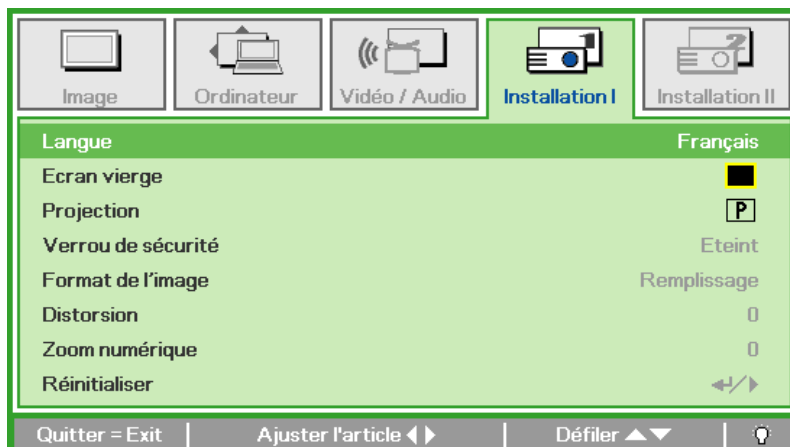 Image
Ordinateur
Vidéo / Audio
Installation I
Installation II
Langue Français
Ecran vierge
Projection P
Verrou de sécurité Eteint
Format de l'image Remplissage
Distorsion 0
Zoom numérique 0
Réinitialiser
Quitter = Exit Ajuster l'article Défiler